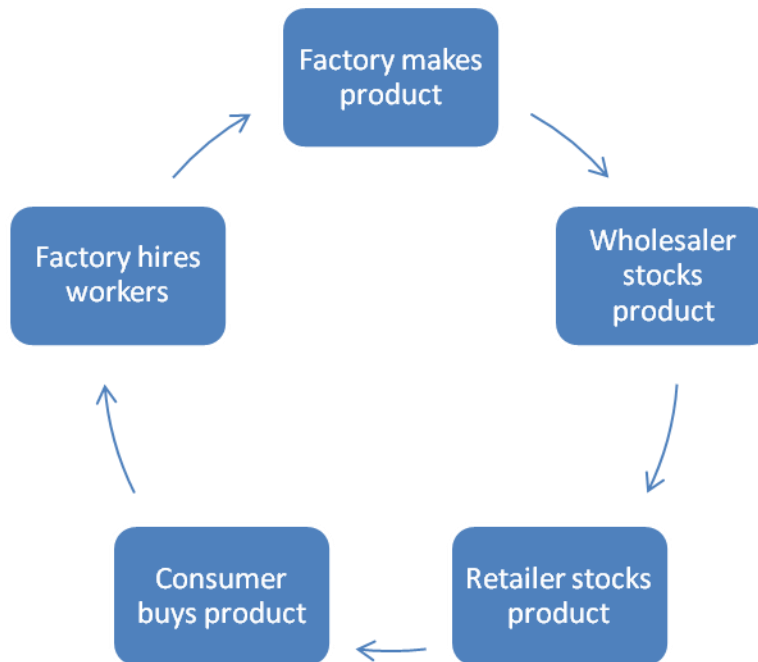 Factory makes
product
Wholesaler
stocks
product
Retailer stocks
product
Consumer
buys product
Factory hires
workers